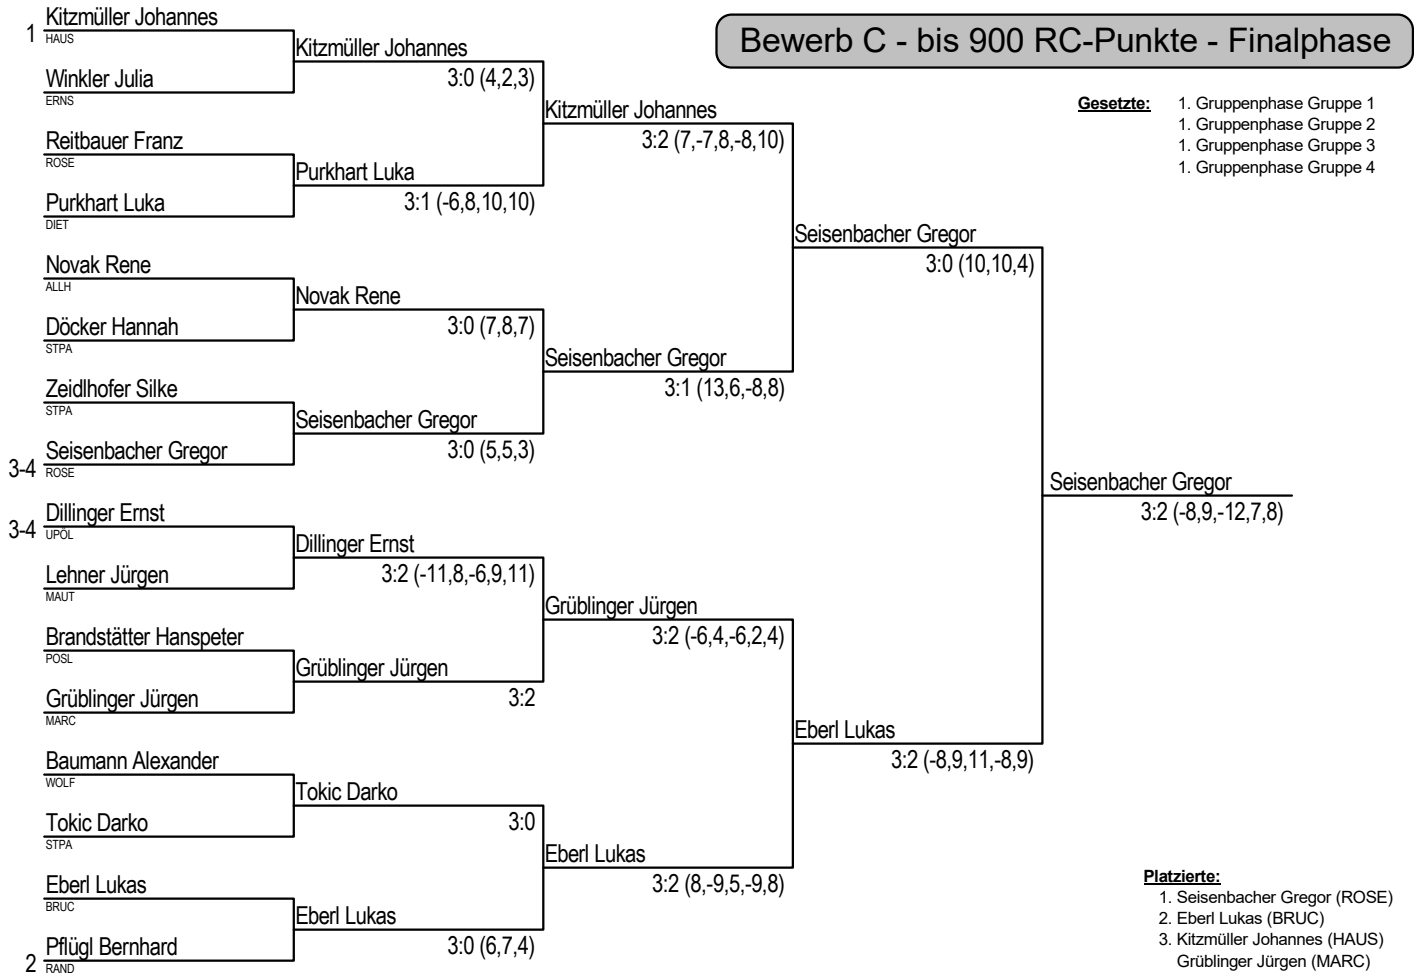 Bewerb C - bis 900 RC-Punkte - Finalphase
Gesetzte:
1. Gruppenphase Gruppe 1
1. Gruppenphase Gruppe 2
1. Gruppenphase Gruppe 3
1. Gruppenphase Gruppe 4
1
Kitzmüller Johannes
HAUS
Winkler Julia
ERNS
Reitbauer Franz
ROSE
Purkhart Luka
DIET
Novak Rene
ALLH
Döcker Hannah
STPA
Zeidlhofer Silke
STPA
Seisenbacher Gregor
3-4
ROSE
Dillinger Ernst
3-4
UPÖL
Lehner Jürgen
MAUT
Brandstätter Hanspeter
POSL
Grüblinger Jürgen
MARC
Baumann Alexander
WOLF
Tokic Darko
STPA
Eberl Lukas
BRUC
Pflügl Bernhard
2
RAND
Kitzmüller Johannes
3:0 (4,2,3)
Purkhart Luka
3:1 (-6,8,10,10)
Novak Rene
3:0 (7,8,7)
Seisenbacher Gregor
3:0 (5,5,3)
Dillinger Ernst
3:2 (-11,8,-6,9,11)
Grüblinger Jürgen
3:2
Tokic Darko
3:0
Eberl Lukas
3:0 (6,7,4)
Kitzmüller Johannes
3:2 (7,-7,8,-8,10)
Seisenbacher Gregor
3:1 (13,6,-8,8)
Grüblinger Jürgen
3:2 (-6,4,-6,2,4)
Eberl Lukas
3:2 (8,-9,5,-9,8)
Seisenbacher Gregor
3:0 (10,10,4)
Eberl Lukas
3:2 (-8,9,11,-8,9)
Seisenbacher Gregor
3:2 (-8,9,-12,7,8)
Platzierte:
1. Seisenbacher Gregor (ROSE)
2. Eberl Lukas (BRUC)
3. Kitzmüller Johannes (HAUS)
Grüblinger Jürgen (MARC)